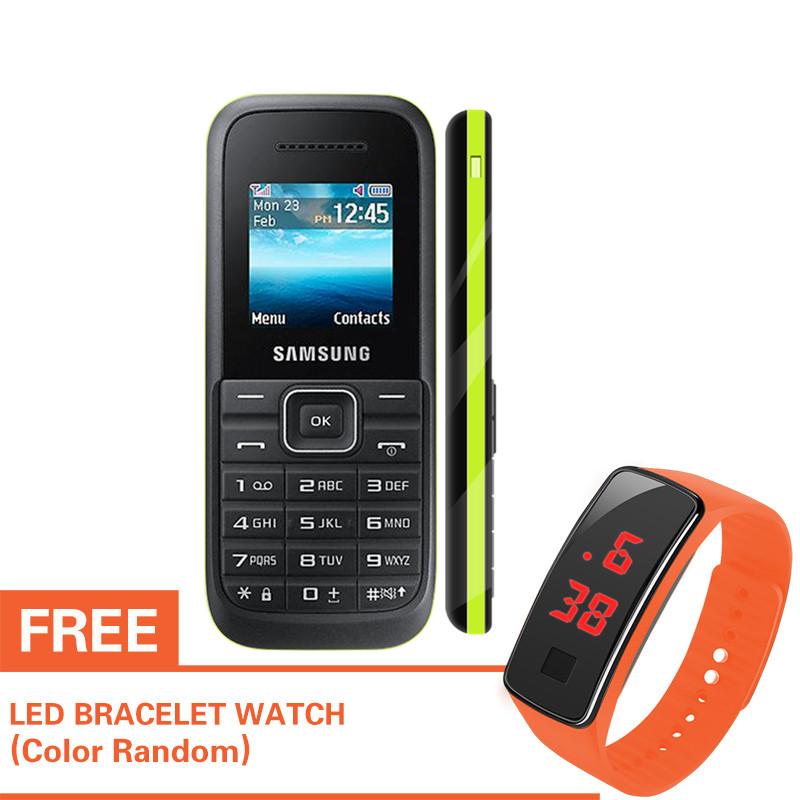 Mon 23
Feb
PM 12:45
Menu Contacts
SAMSUNG
OK
1 2 ABC 3 DEF
4 GHI 5 JKL 6 MNO
7 PQRS 8 TUV 9 WXYZ
* 0 + #
6
38
FREE
LED BRACELET WATCH
(Color Random)